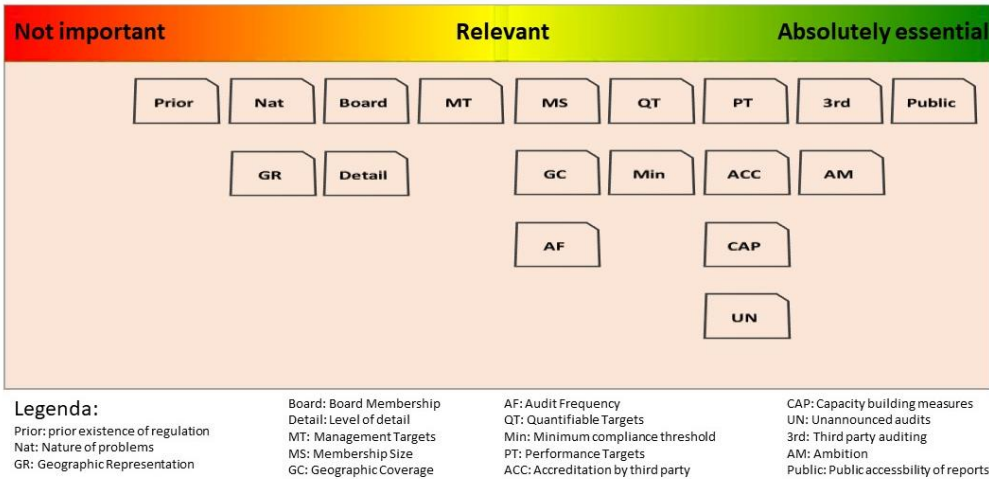 Not important Relevant Absolutely essential
Prior Nat Board MT MS QT PT 3rd Public
GR Detail GC Min ACC AM
AF CAP
UN
Legenda:
Prior: prior existence of regulation
Nat: Nature of problems
GR: Geographic Representation
Board: Board Membership
Detail: Level of detail
MT: Management Targets
MS: Membership Size
GC: Geographic Coverage
AF: Audit Frequency
QT: Quantifiable Targets
Min: Minimum compliance threshold
PT: Performance Targets
ACC: Accreditation by third party
CAP: Capacity building measures
UN: Unannounced audits
3rd: Third party auditing
AM: Ambition
Public: Public accessbility of reports